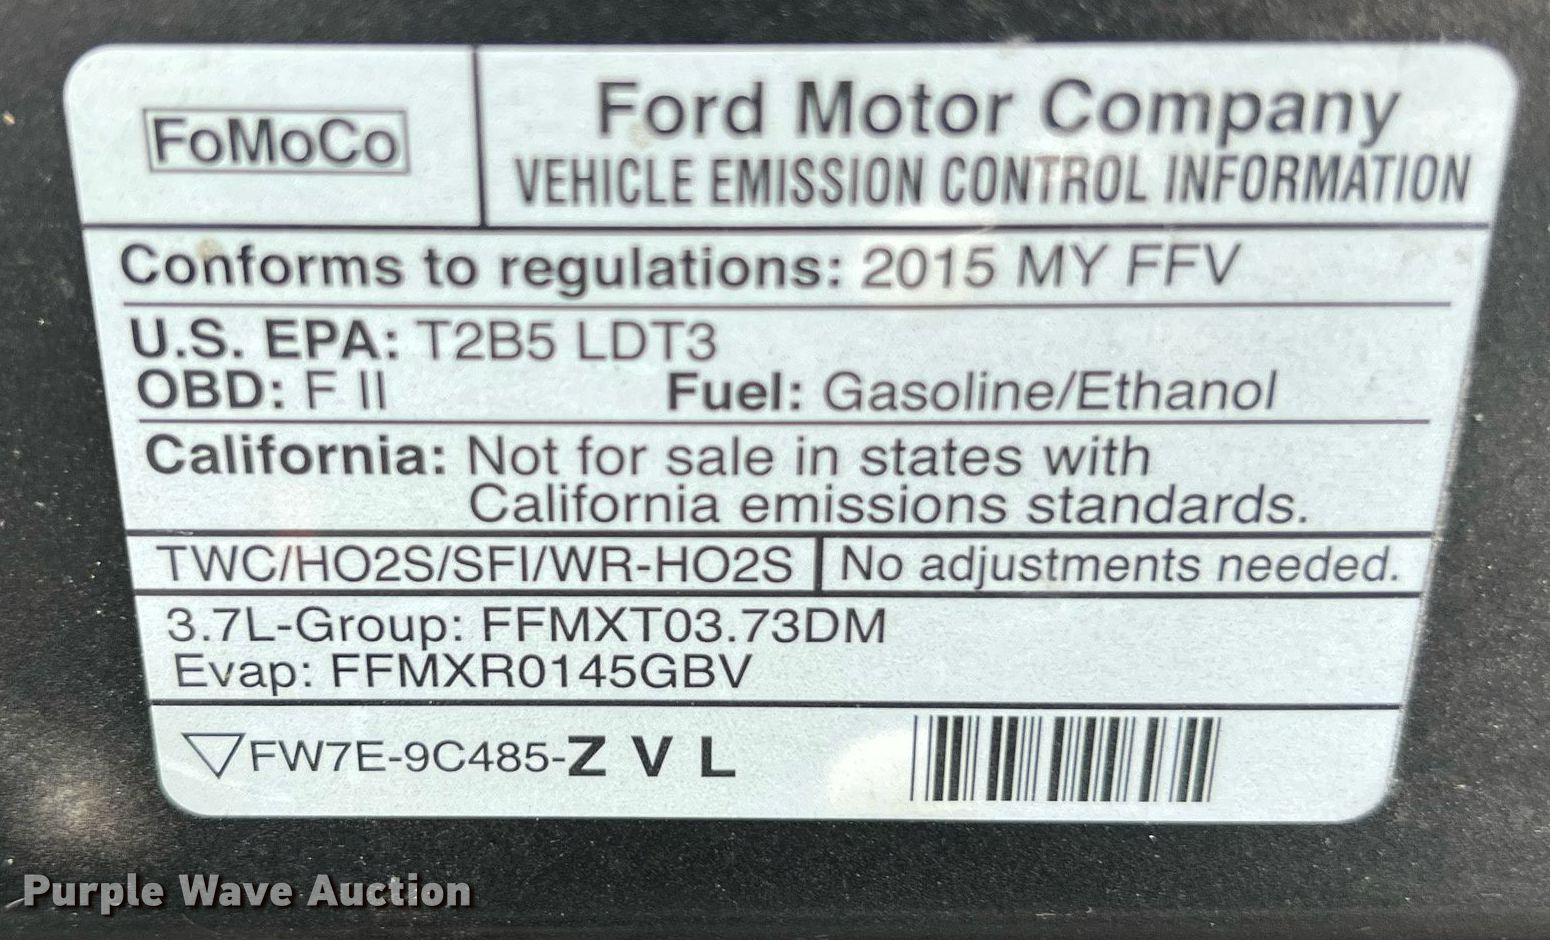 FoMoCo
Ford Motor Company
VEHICLE EMISSION CONTROL INFORMATION
Conforms to regulations: 2015 MY FFV
U.S. EPA: T2B5 LDT3
OBD: F II Fuel: Gasoline/Ethanol
California: Not for sale in states with
California emissions standards.
TWC/HO2S/SFI/WR-HO2S No adjustments needed.
3.7L-Group: FFMXT03.73DM
Evap: FFMXR0145GBV
FW7E-9C485-Z V L
Purple Wave Auction